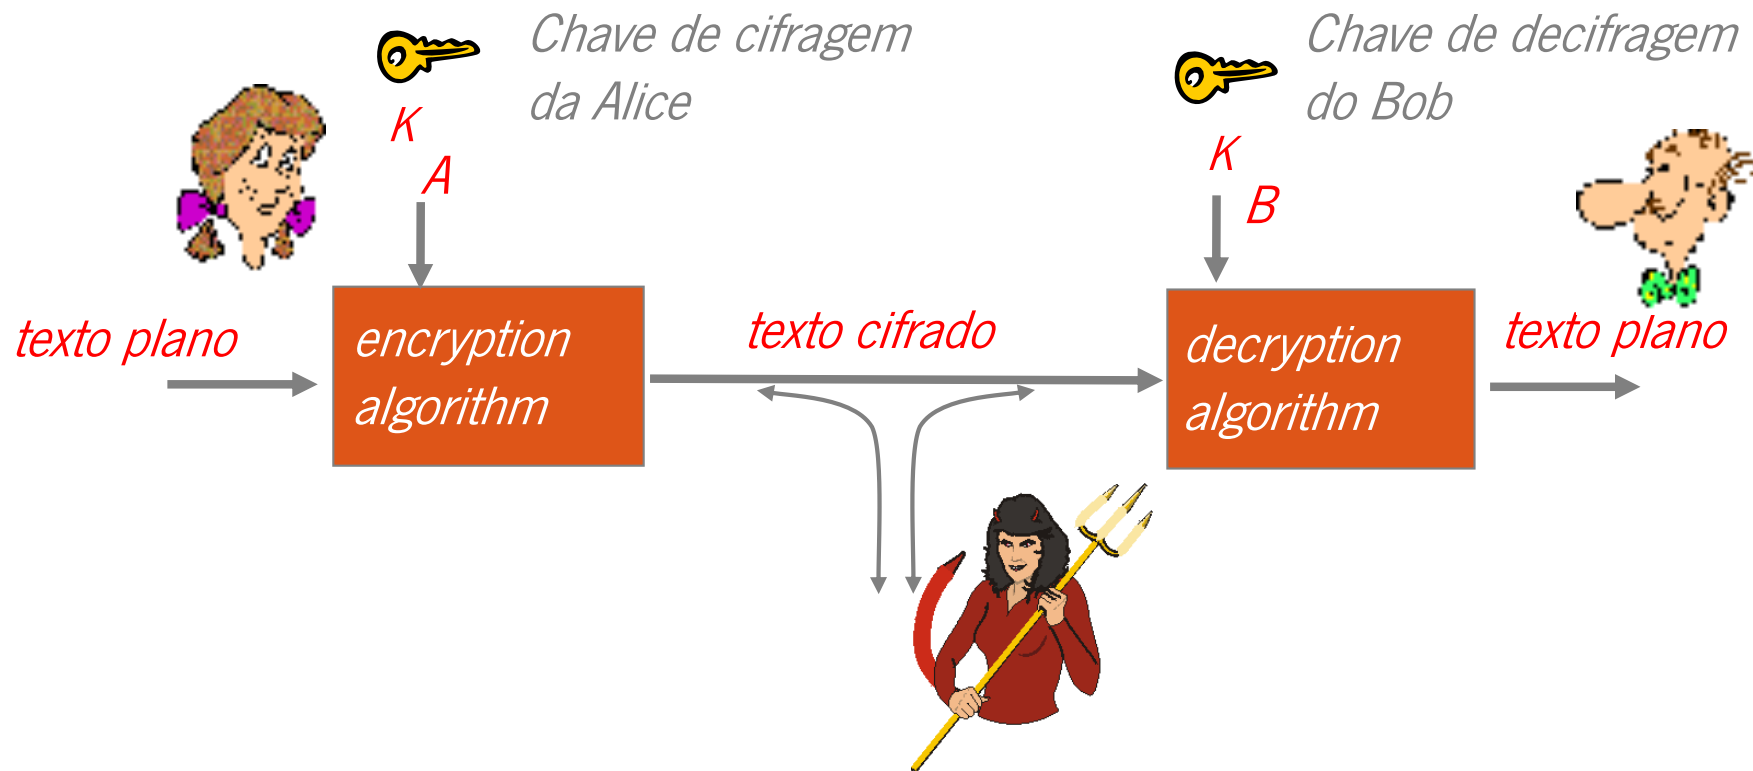 Chave de cifragem
da Alice
K
A
Chave de decifragem
do Bob
K
B
texto plano
encryption
algorithm
texto cifrado
decryption
algorithm
texto plano